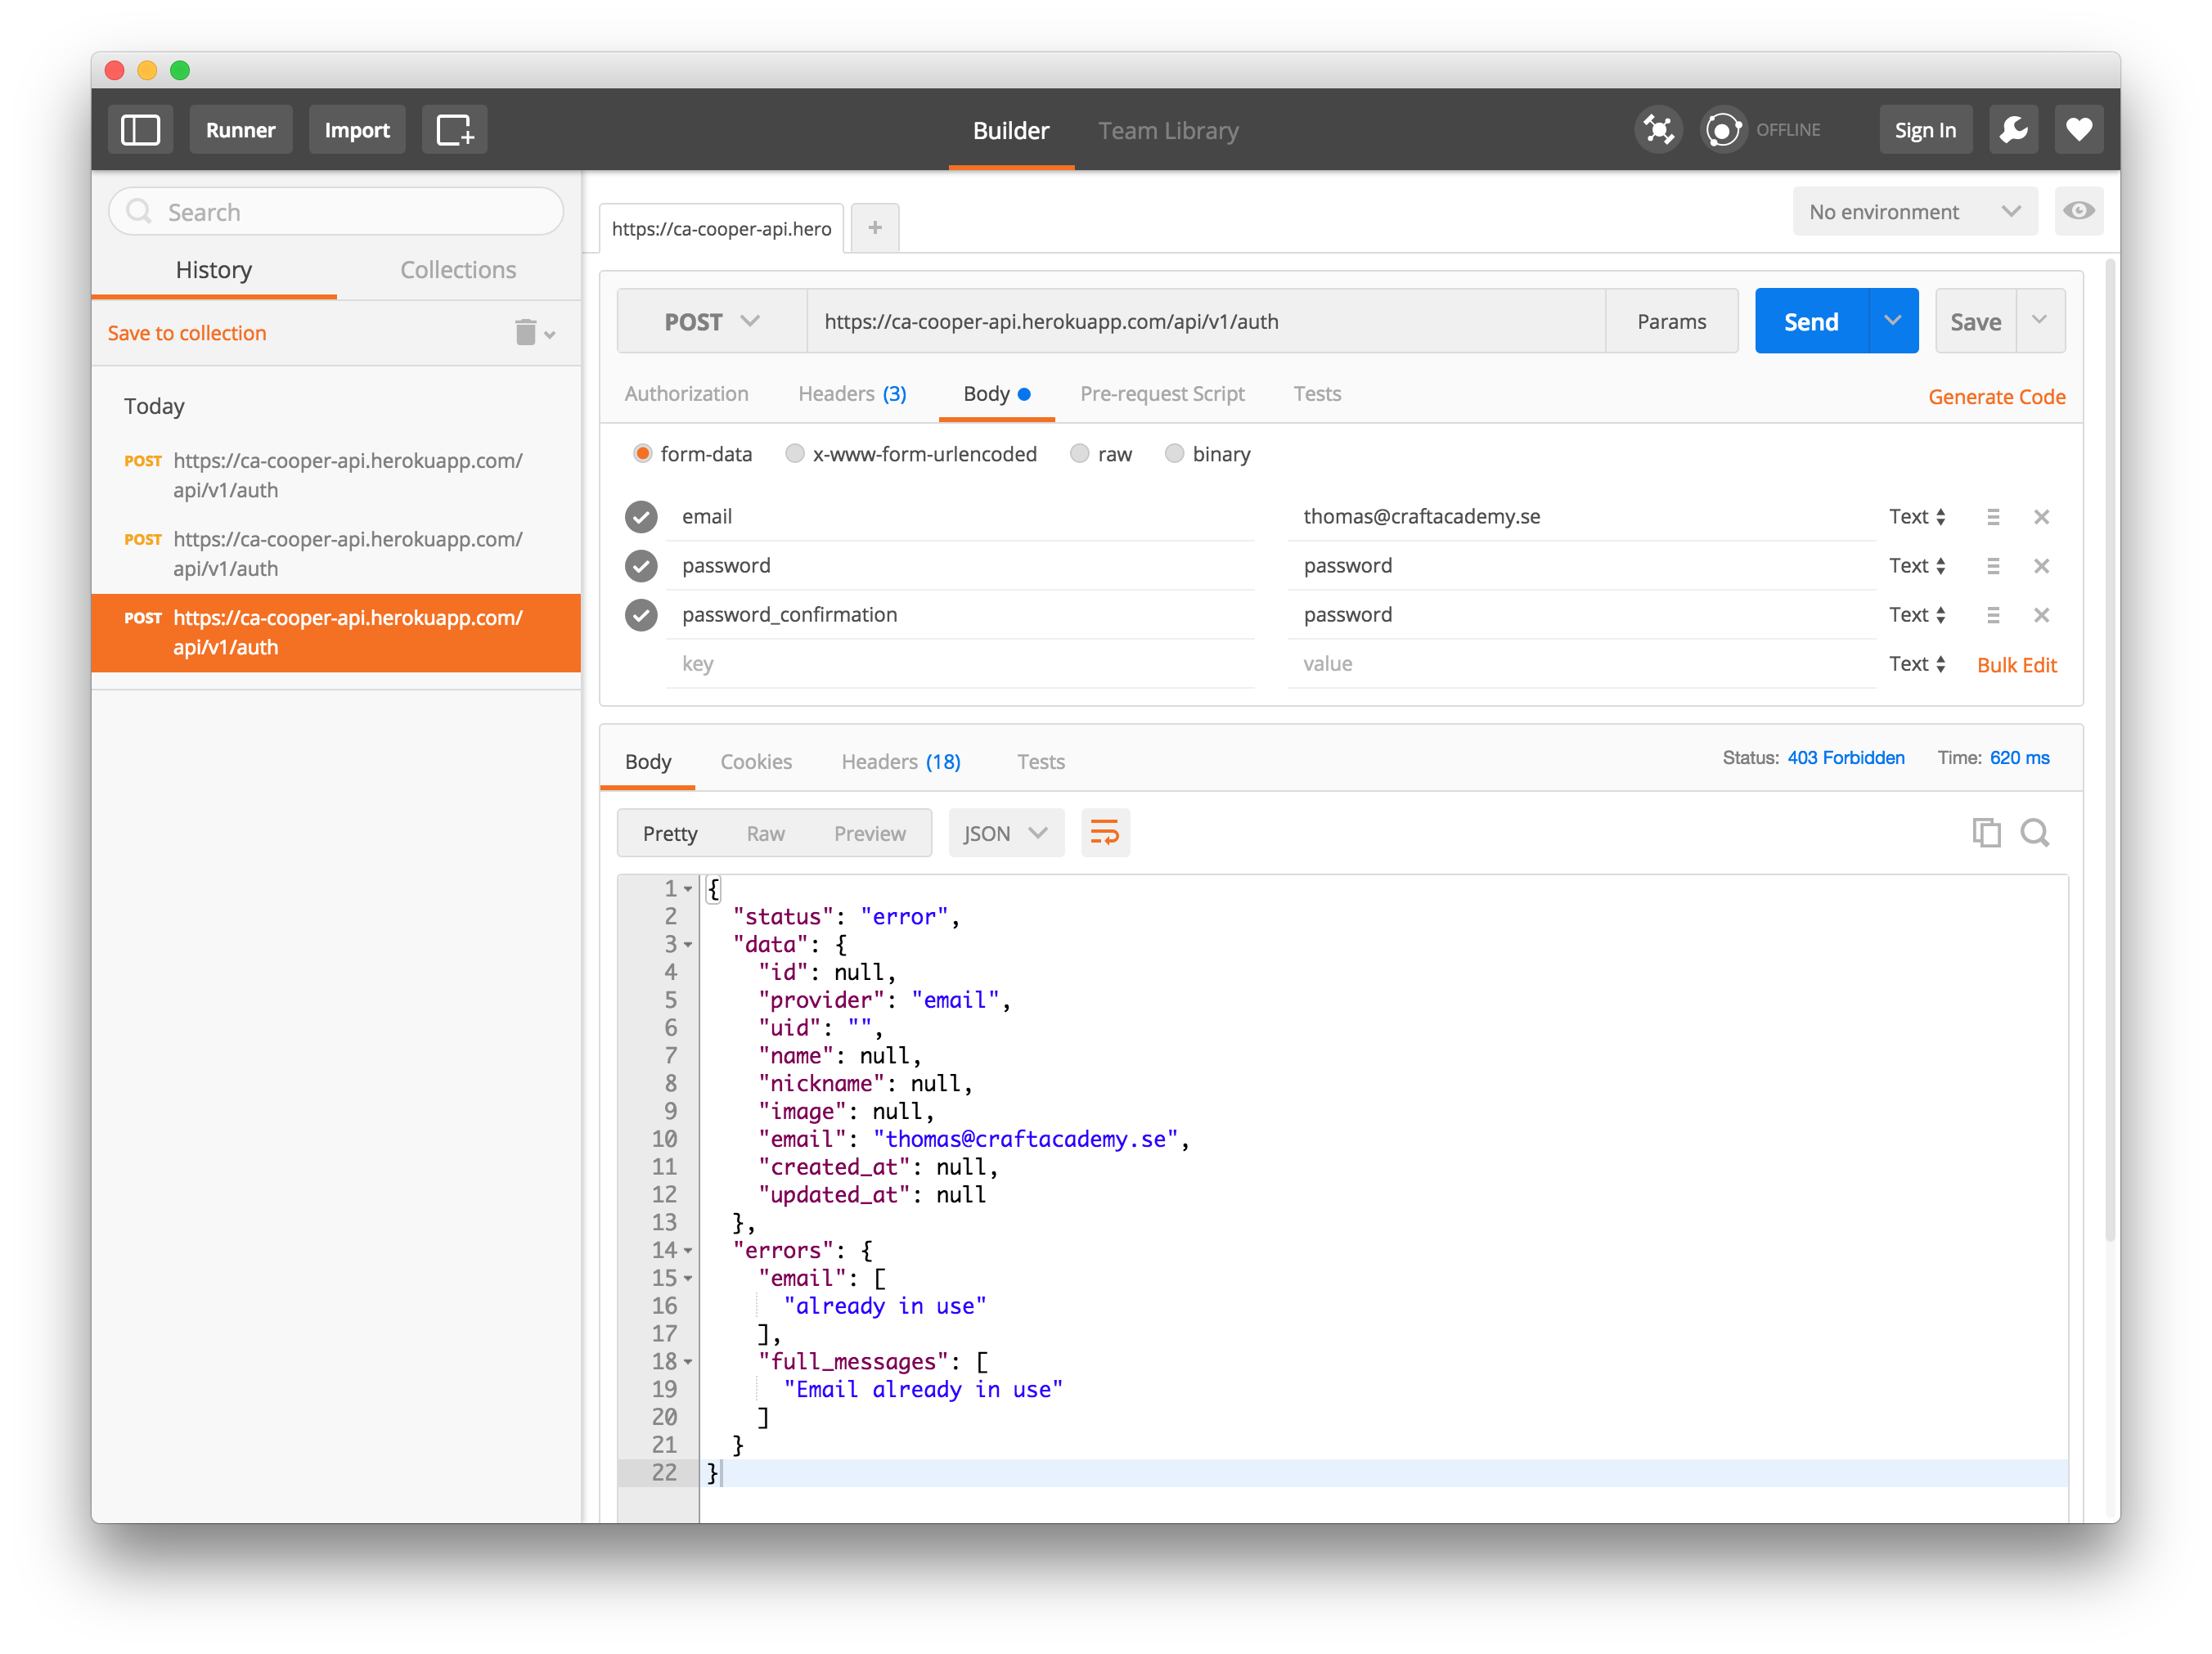 Runner Import Builder Team Library OFFLINE Sign In
Search
History Collections
Save to collection
Today
POST https://ca-cooper-api.herokuapp.com/
api/v1/auth
POST https://ca-cooper-api.herokuapp.com/
api/v1/auth
POST https://ca-cooper-api.herokuapp.com/
api/v1/auth
https://ca-cooper-api.hero + No environment
POST https://ca-cooper-api.herokuapp.com/api/v1/auth Params Send Save
Authorization Headers (3) Body Pre-request Script Tests Generate Code
form-data x-www-form-urlencoded raw binary
email thomas@craftacademy.se Text
password password Text
password_confirmation password Text
key value Text Bulk Edit
Body Cookies Headers (18) Tests Status: 403 Forbidden Time: 620 ms
Pretty Raw Preview JSON
1 {
2 "status": "error",
3 "data": {
4 "id": null,
5 "provider": "email",
6 "uid": "",
7 "name": null,
8 "nickname": null,
9 "image": null,
10 "email": "thomas@craftacademy.se",
11 "created_at": null,
12 "updated_at": null
13 },
14 "errors": {
15 "email": [
16 "already in use"
17 ],
18 "full_messages": [
19 "Email already in use"
20 ]
21 }
22 }